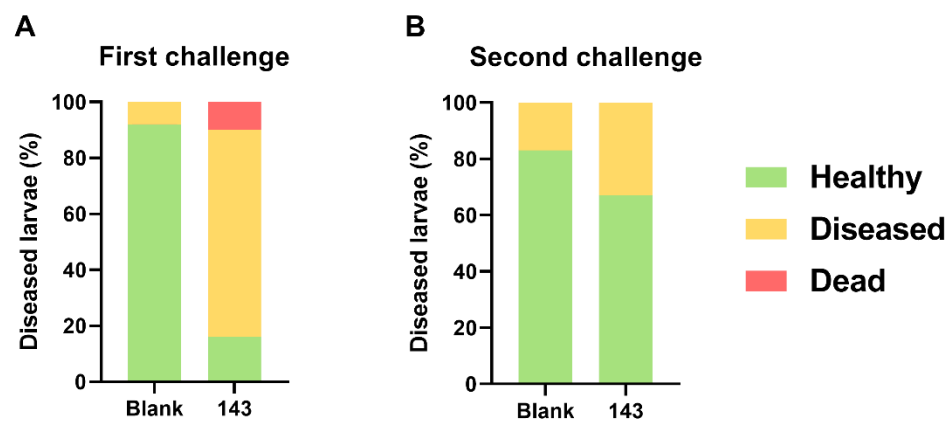 A
First challenge
Diseased larvae (%)
100
80
60
40
20
0
Blank 143
B
Second challenge
Diseased larvae (%)
100
80
60
40
20
0
Blank 143
Healthy
Diseased
Dead